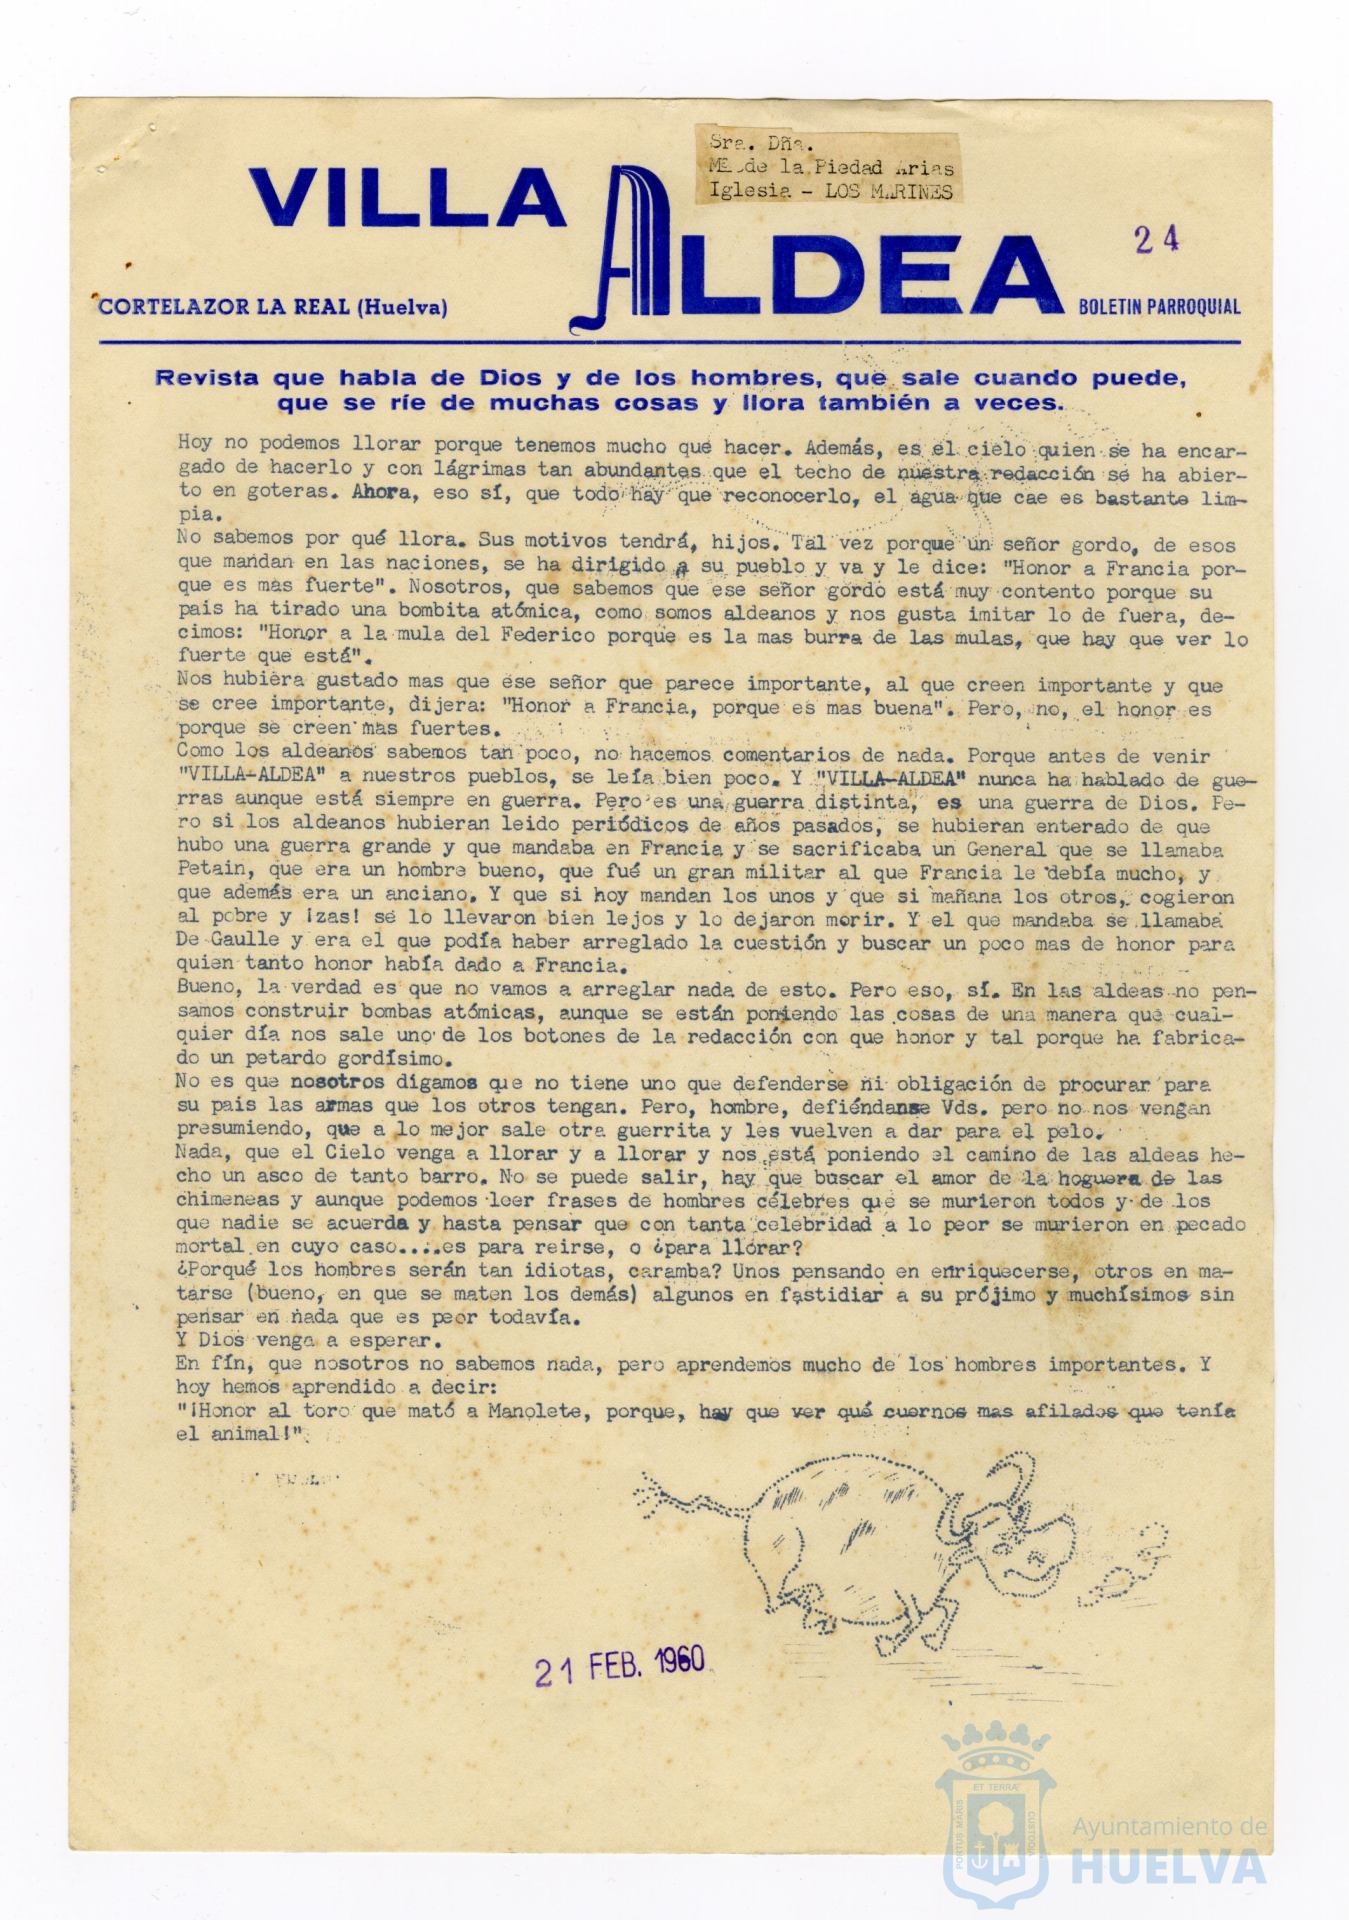 Sra. Dña.
Mª de la Piedad Arias
Iglesia - LOS MARINES
VILLA ALDEA
24
CORTELAZOR LA REAL (Huelva)
BOLETIN PARROQUIAL
Revista que habla de Dios y de los hombres, que sale cuando puede,
que se ríe de muchas cosas y llora también a veces.
Hoy no podemos llorar porque tenemos mucho que hacer. Además, es el cielo quien se ha encar-
gado de hacerlo y con lágrimas tan abundantes que el techo de nuestra redacción se ha abier-
to en goteras. Ahora, eso sí, que todo hay que reconocerlo, el agua que cae es bastante lim-
pia.
No sabemos por qué llora. Sus motivos tendrá, hijos. Tal vez porque un señor gordo, de esos
que mandan en las naciones, se ha dirigido a su pueblo y va y le dice: "Honor a Francia por-
que es mas fuerte". Nosotros, que sabemos que ese señor gordo está muy contento porque su
pais ha tirado una bombita atómica, como somos aldeanos y nos gusta imitar lo de fuera, de-
cimos: "Honor a la mula del Federico porque es la mas burra de las mulas, que hay que ver lo
fuerte que está".
Nos hubiera gustado mas que ese señor que parece importante, al que creen importante y que
se cree importante, dijera: "Honor a Francia, porque es mas buena". Pero, no, el honor es
porque se creen mas fuertes.
Como los aldeanos sabemos tan poco, no hacemos comentarios de nada. Porque antes de venir
"VILLA-ALDEA" a nuestros pueblos, se leía bien poco. Y "VILLA-ALDEA" nunca ha hablado de gue-
rras aunque está siempre en guerra. Pero es una guerra distinta, es una guerra de Dios. Pe-
ro si los aldeanos hubieran leido periódicos de años pasados, se hubieran enterado de que
hubo una guerra grande y que mandaba en Francia y se sacrificaba un General que se llamaba
Petain, que era un hombre bueno, que fué un gran militar al que Francia le debía mucho, y
que además era un anciano. Y que si hoy mandan los unos y que si mañana los otros, cogieron
al pobre y ¡zas! se lo llevaron bien lejos y lo dejaron morir. Y el que mandaba se llamaba
De Gaulle y era el que podía haber arreglado la cuestión y buscar un poco mas de honor para
quien tanto honor había dado a Francia.
Bueno, la verdad es que no vamos a arreglar nada de esto. Pero eso, sí. En las aldeas no pen-
samos construir bombas atómicas, aunque se están poniendo las cosas de una manera que cual-
quier día nos sale uno de los botones de la redacción con que honor y tal porque ha fabrica-
do un petardo gordísimo.
No es que nosotros digamos que no tiene uno que defenderse ni obligación de procurar para
su pais las armas que los otros tengan. Pero, hombre, defiéndanse Vds. pero no nos vengan
presumiendo, que a lo mejor sale otra guerrita y les vuelven a dar para el pelo.
Nada, que el Cielo venga a llorar y a llorar y nos está poniendo el camino de las aldeas he-
cho un asco de tanto barro. No se puede salir, hay que buscar el amor de la hoguera de las
chimeneas y aunque podemos leer frases de hombres célebres que se murieron todos y de los
que nadie se acuerda y hasta pensar que con tanta celebridad a lo peor se murieron en pecado
mortal en cuyo caso.....es para reirse, o ¿para llorar?
¿Porqué los hombres serán tan idiotas, caramba? Unos pensando en enriquecerse, otros en ma-
tarse (bueno, en que se maten los demás) algunos en fastidiar a su prójimo y muchísimos sin
pensar en nada que es peor todavía.
Y Dios venga a esperar.
En fín, que nosotros no sabemos nada, pero aprendemos mucho de los hombres importantes. Y
hoy hemos aprendido a decir:
"¡Honor al toro que mató a Manolete, porque, hay que ver qué cuernos mas afilados que tenía
el animal!".
21 FEB. 1960
PORTUS MARIS ET TERRÆ CUSTODIA
Ayuntamiento de
HUELVA